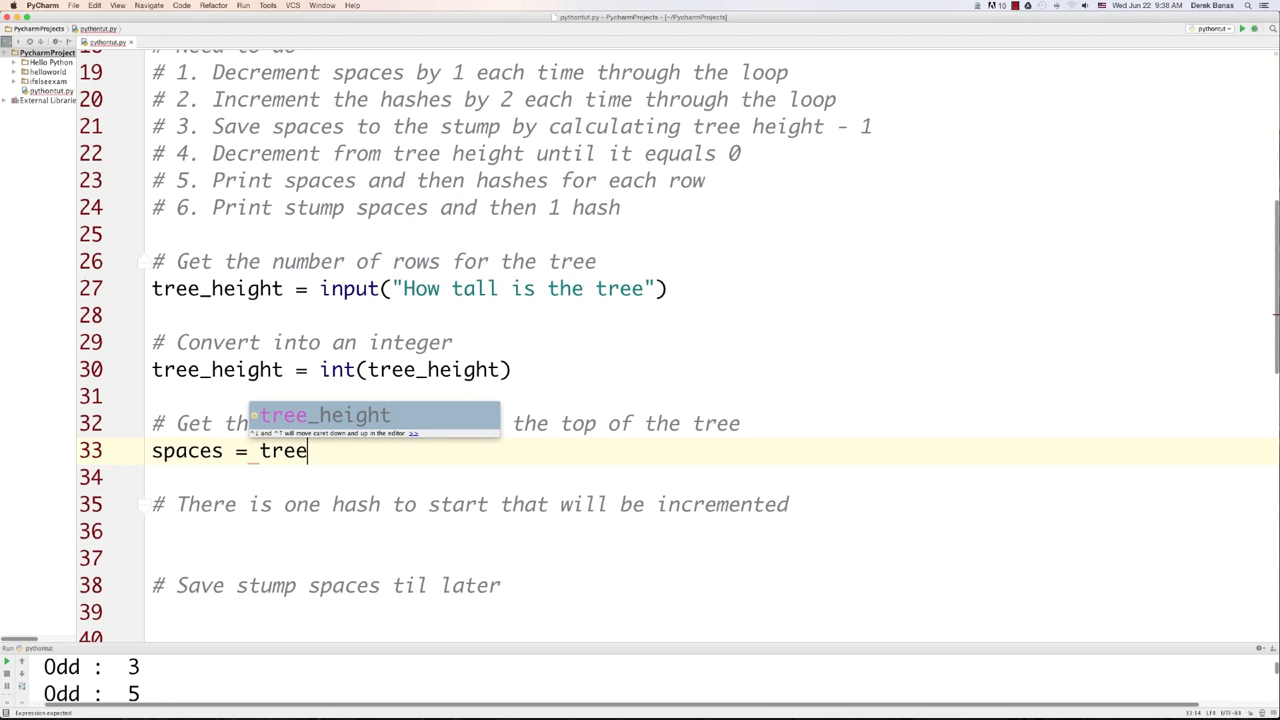 PyCharm File Edit View Navigate Code Refactor Run Tools VCS Window Help 10 Wed Jun 22 9:38 AM Derek Banas
pythontut.py - PycharmProjects - [~/PycharmProjects]
PycharmProjects pythontut.py pythontut
pythontut.py ×
PycharmProject
Hello Python
helloworld
ifelseexam
pythontut.py
External Librarie
18 # Need to do
19 # 1. Decrement spaces by 1 each time through the loop
20 # 2. Increment the hashes by 2 each time through the loop
21 # 3. Save spaces to the stump by calculating tree height - 1
22 # 4. Decrement from tree height until it equals 0
23 # 5. Print spaces and then hashes for each row
24 # 6. Print stump spaces and then 1 hash
25
26 # Get the number of rows for the tree
27 tree_height = input("How tall is the tree")
28
29 # Convert into an integer
30 tree_height = int(tree_height)
31
tree_height
32 # Get th the top of the tree
^↓ and ^↑ will move caret down and up in the editor >>
33 spaces = tree
34
35 # There is one hash to start that will be incremented
36
37
38 # Save stump spaces til later
39
40
Run pythontut
Odd : 3
Odd : 5
Expression expected 33:14 LF÷ UTF-8÷